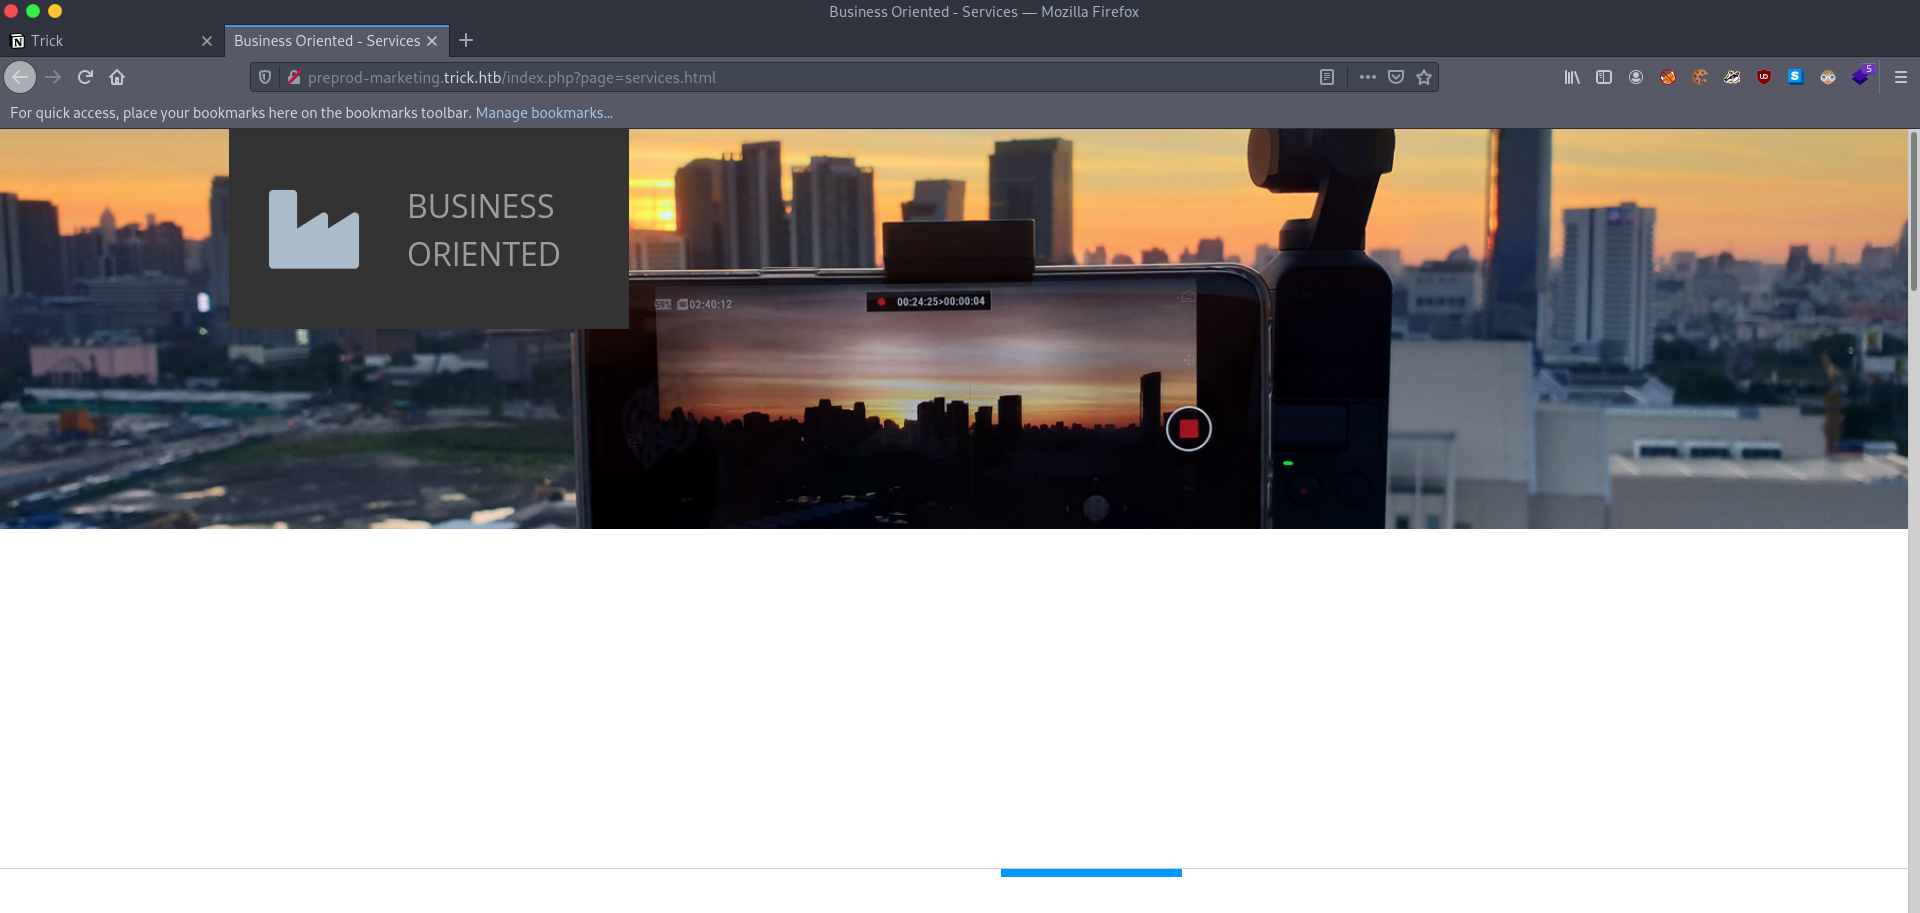 Business Oriented - Services — Mozilla Firefox
Trick
Business Oriented - Services
preprod-marketing.trick.htb/index.php?page=services.html
5
For quick access, place your bookmarks here on the bookmarks toolbar. Manage bookmarks...
BUSINESS
ORIENTED
59% 02:40:12
00:24:25>00:00:04